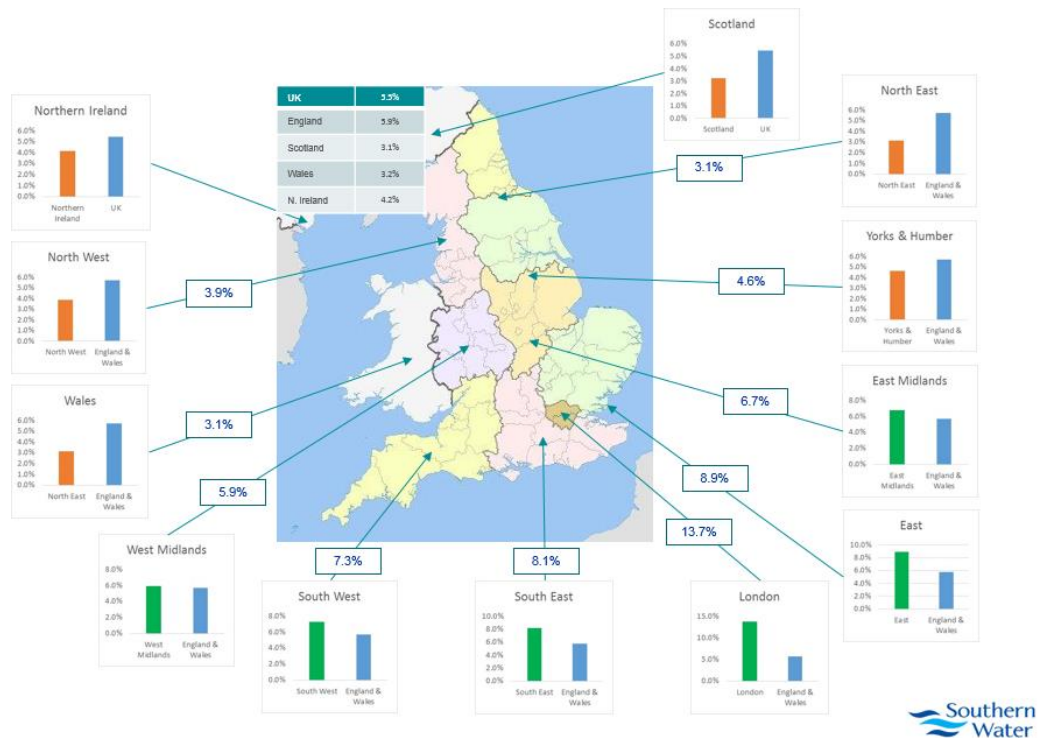 Scotland
6.0%
5.0%
4.0%
3.0%
2.0%
1.0%
0.0%
Scotland UK
UK 5.5%
England 5.9%
Scotland 3.1%
Wales 3.2%
N. Ireland 4.2%
North East
6.0%
5.0%
4.0%
3.0%
2.0%
1.0%
0.0%
North East England &
Wales
3.1%
Northern Ireland
6.0%
5.0%
4.0%
3.0%
2.0%
1.0%
0.0%
Northern UK
Ireland
North West
6.0%
5.0%
4.0%
3.0%
2.0%
1.0%
0.0%
North West England &
Wales
3.9%
Yorks & Humber
6.0%
5.0%
4.0%
3.0%
2.0%
1.0%
0.0%
Yorks & England &
Humber Wales
4.6%
Wales
6.0%
5.0%
4.0%
3.0%
2.0%
1.0%
0.0%
North East England &
Wales
3.1%
East Midlands
8.0%
6.0%
4.0%
2.0%
0.0%
East England &
Midlands Wales
6.7%
5.9%
8.9%
13.7%
7.3%
8.1%
West Midlands
8.0%
6.0%
4.0%
2.0%
0.0%
West England &
Midlands Wales
East
10.0%
8.0%
6.0%
4.0%
2.0%
0.0%
East England &
Wales
South West
8.0%
6.0%
4.0%
2.0%
0.0%
South West England &
Wales
South East
10.0%
8.0%
6.0%
4.0%
2.0%
0.0%
South East England &
Wales
London
15.0%
10.0%
5.0%
0.0%
London England &
Wales
Southern
Water